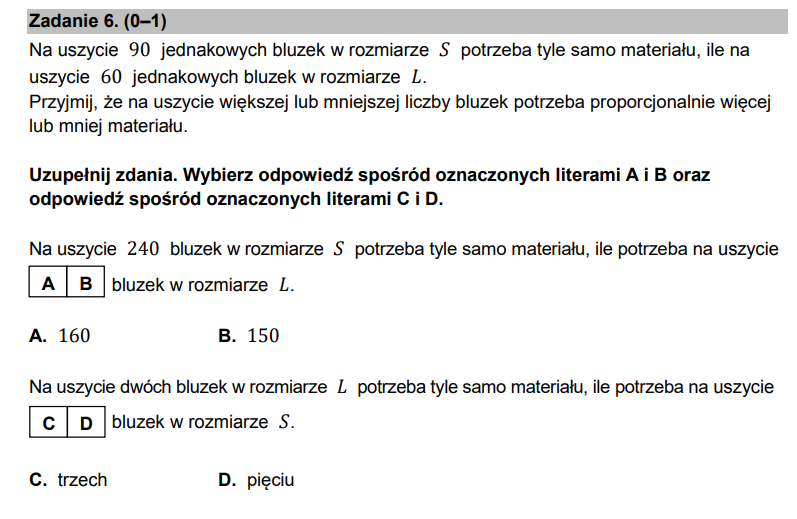 Zadanie 6. (0–1)
Na uszycie 90 jednakowych bluzek w rozmiarze S potrzeba tyle samo materiału, ile na
uszycie 60 jednakowych bluzek w rozmiarze L.
Przyjmij, że na uszycie większej lub mniejszej liczby bluzek potrzeba proporcjonalnie więcej
lub mniej materiału.
Uzupełnij zdania. Wybierz odpowiedź spośród oznaczonych literami A i B oraz
odpowiedź spośród oznaczonych literami C i D.
Na uszycie 240 bluzek w rozmiarze S potrzeba tyle samo materiału, ile potrzeba na uszycie
A B bluzek w rozmiarze L.
A. 160 B. 150
Na uszycie dwóch bluzek w rozmiarze L potrzeba tyle samo materiału, ile potrzeba na uszycie
C D bluzek w rozmiarze S.
C. trzech D. pięciu